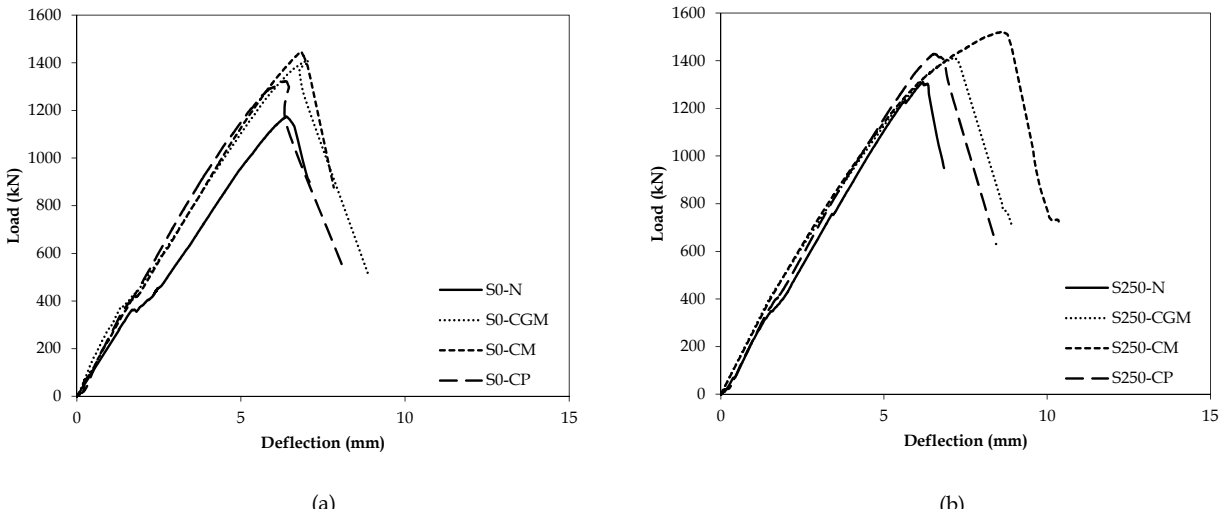 1600
1400
1200
1000
800
600
400
200
0
Load (kN)
0 5 10 15
Deflection (mm)
S0-N
S0-CGM
S0-CM
S0-CP
(a)
1600
1400
1200
1000
800
600
400
200
0
Load (kN)
0 5 10 15
Deflection (mm)
S250-N
S250-CGM
S250-CM
S250-CP
(b)